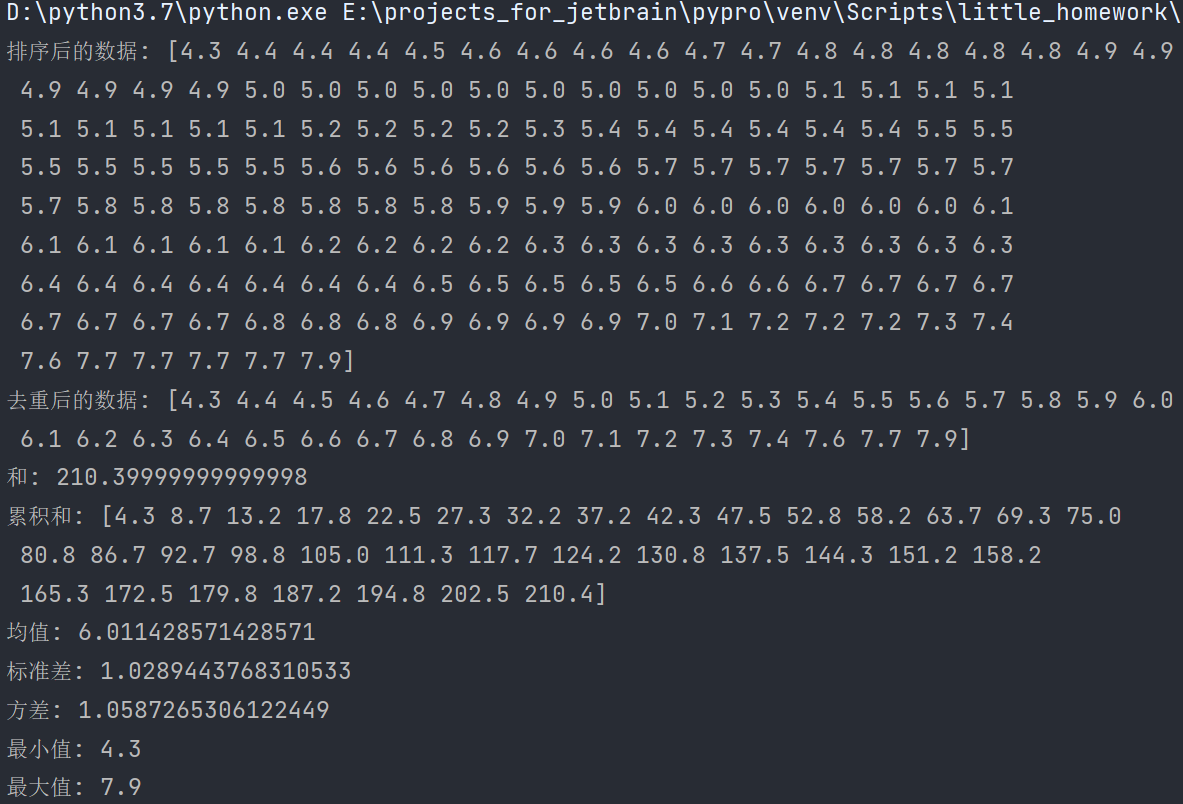 D:\python3.7\python.exe E:\projects_for_jetbrain\pypro\venv\Scripts\little_homework\
排序后的数据: [4.3 4.4 4.4 4.4 4.5 4.6 4.6 4.6 4.6 4.7 4.7 4.8 4.8 4.8 4.8 4.8 4.9 4.9
4.9 4.9 4.9 4.9 5.0 5.0 5.0 5.0 5.0 5.0 5.0 5.0 5.0 5.0 5.1 5.1 5.1 5.1
5.1 5.1 5.1 5.1 5.1 5.2 5.2 5.2 5.2 5.3 5.4 5.4 5.4 5.4 5.4 5.4 5.5 5.5
5.5 5.5 5.5 5.5 5.5 5.6 5.6 5.6 5.6 5.6 5.6 5.7 5.7 5.7 5.7 5.7 5.7 5.7
5.7 5.8 5.8 5.8 5.8 5.8 5.8 5.8 5.9 5.9 5.9 6.0 6.0 6.0 6.0 6.0 6.0 6.1
6.1 6.1 6.1 6.1 6.1 6.2 6.2 6.2 6.2 6.3 6.3 6.3 6.3 6.3 6.3 6.3 6.3 6.3
6.4 6.4 6.4 6.4 6.4 6.4 6.4 6.5 6.5 6.5 6.5 6.5 6.6 6.6 6.7 6.7 6.7 6.7
6.7 6.7 6.7 6.7 6.8 6.8 6.8 6.9 6.9 6.9 6.9 7.0 7.1 7.2 7.2 7.2 7.3 7.4
7.6 7.7 7.7 7.7 7.7 7.9]
去重后的数据: [4.3 4.4 4.5 4.6 4.7 4.8 4.9 5.0 5.1 5.2 5.3 5.4 5.5 5.6 5.7 5.8 5.9 6.0
6.1 6.2 6.3 6.4 6.5 6.6 6.7 6.8 6.9 7.0 7.1 7.2 7.3 7.4 7.6 7.7 7.9]
和: 210.39999999999998
累积和: [4.3 8.7 13.2 17.8 22.5 27.3 32.2 37.2 42.3 47.5 52.8 58.2 63.7 69.3 75.0
80.8 86.7 92.7 98.8 105.0 111.3 117.7 124.2 130.8 137.5 144.3 151.2 158.2
165.3 172.5 179.8 187.2 194.8 202.5 210.4]
均值: 6.011428571428571
标准差: 1.0289443768310533
方差: 1.0587265306122449
最小值: 4.3
最大值: 7.9